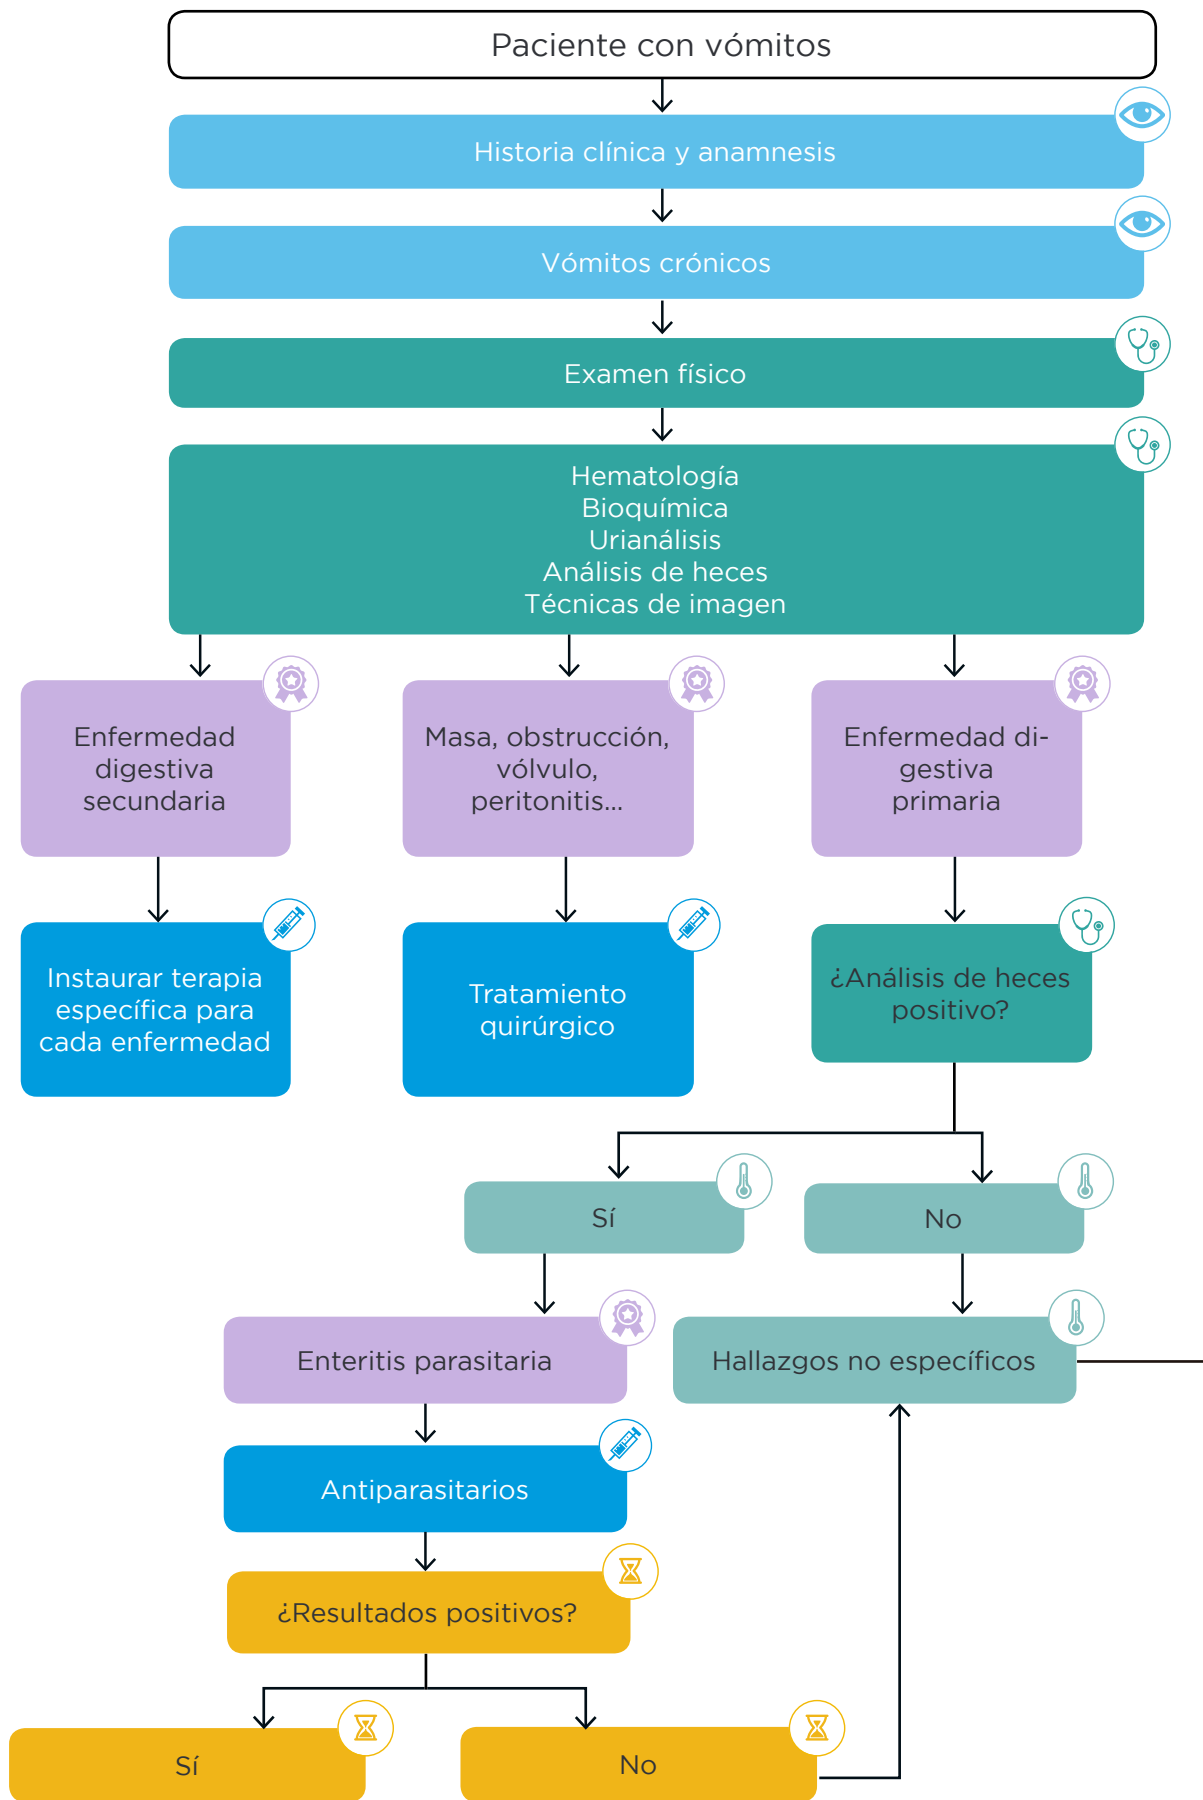 Paciente con vómitos
Historia clínica y anamnesis
Vómitos crónicos
Examen físico
Hematología
Bioquímica
Urianálisis
Análisis de heces
Técnicas de imagen
Enfermedad
digestiva
secundaria
Masa, obstrucción,
vólvulo,
peritonitis...
Enfermedad di-
gestiva
primaria
Instaurar terapia
específica para
cada enfermedad
Tratamiento
quirúrgico
¿Análisis de heces
positivo?
Sí
No
Enteritis parasitaria
Hallazgos no específicos
Antiparasitarios
¿Resultados positivos?
Sí
No